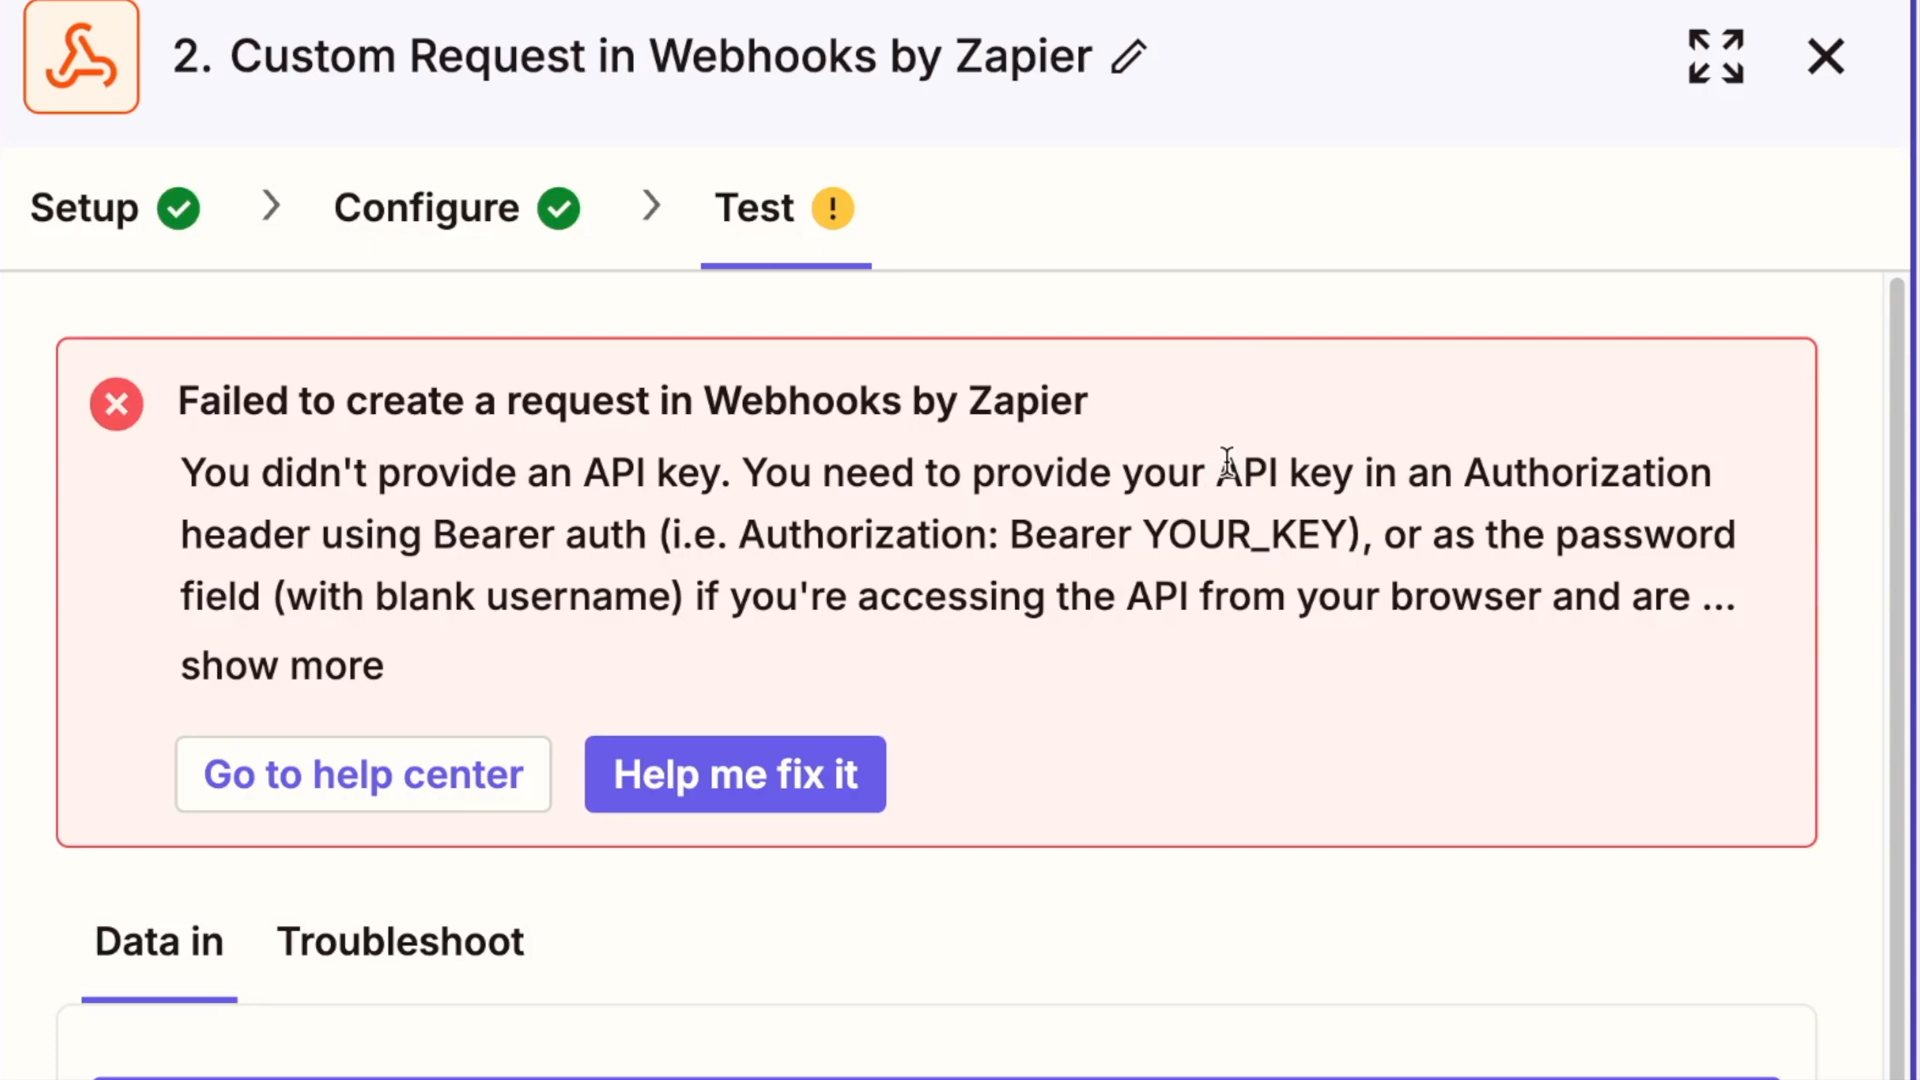 2. Custom Request in Webhooks by Zapier
Setup
Configure
Test
Failed to create a request in Webhooks by Zapier
You didn't provide an API key. You need to provide your API key in an Authorization
header using Bearer auth (i.e. Authorization: Bearer YOUR_KEY), or as the password
field (with blank username) if you're accessing the API from your browser and are ...
show more
Go to help center
Help me fix it
Data in
Troubleshoot